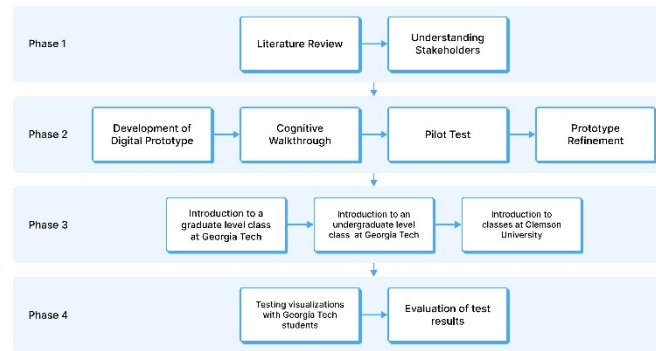 Phase 1
Literature Review
Understanding
Stakeholders
Phase 2
Development of
Digital Prototype
Cognitive
Walkthrough
Pilot Test
Prototype
Refinement
Phase 3
Introduction to a
graduate level class
at Georgia Tech
Introduction to an
undergraduate level
class at Georgia Tech
Introduction to
classes at Clemson
University
Phase 4
Testing visualizations
with Georgia Tech
students
Evaluation of test
results